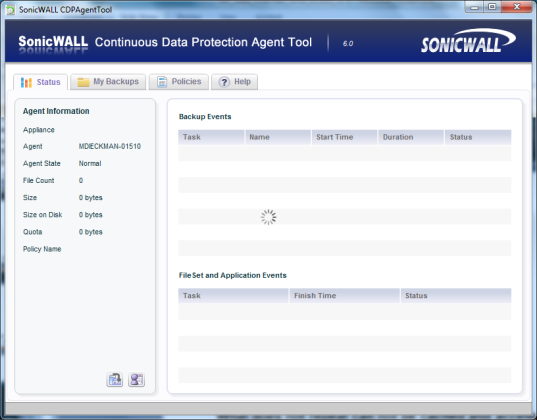 SonicWALL CDPAgentTool
SonicWALL Continuous Data Protection Agent Tool 6.0 SONICWALL
Status My Backups Policies ? Help
Agent Information
Appliance
Agent MDIECKMAN-01510
Agent State Normal
File Count 0
Size 0 bytes
Size on Disk 0 bytes
Quota 0 bytes
Policy Name
Backup Events
Task Name Start Time Duration Status
FileSet and Application Events
Task Finish Time Status